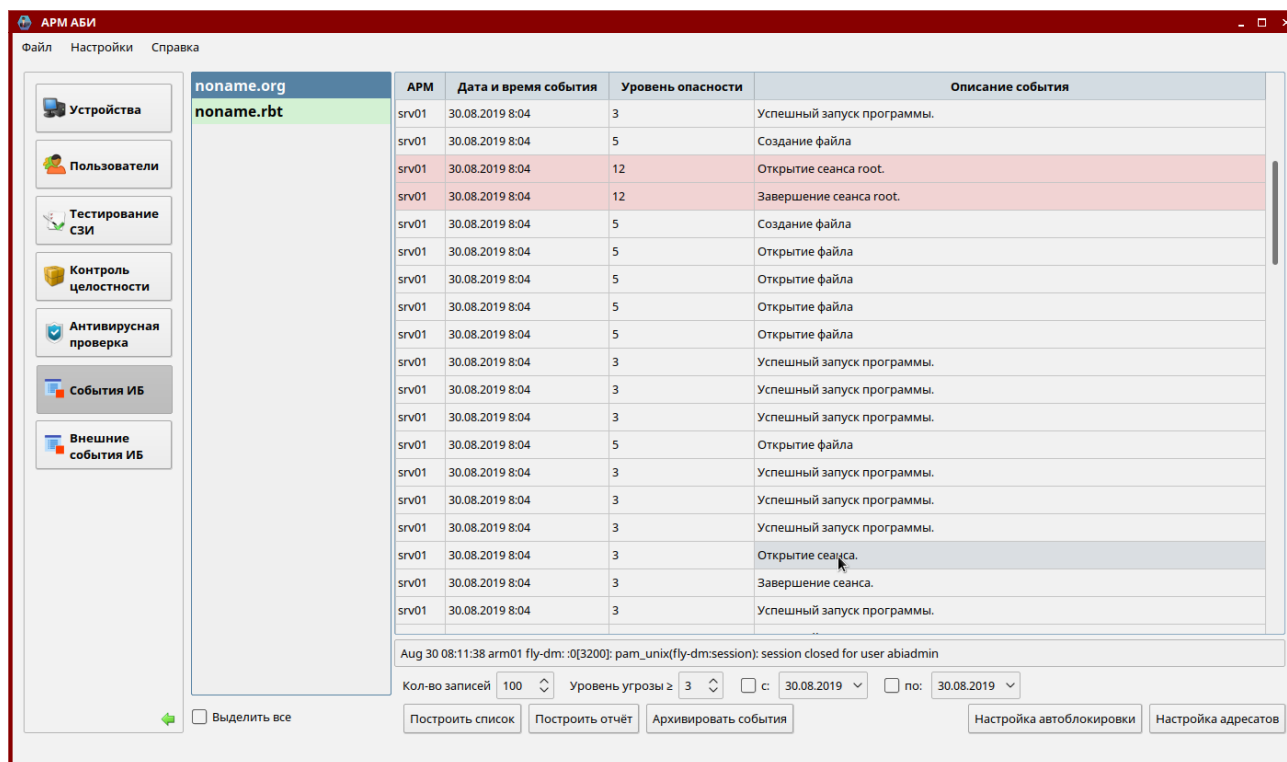 АРМ АБИ
Файл Настройки Справка
Устройства
Пользователи
Тестирование
СЗИ
Контроль
целостности
Антивирусная
проверка
События ИБ
Внешние
события ИБ
noname.org
noname.rbt
Выделить все
АРМ Дата и время события Уровень опасности Описание события
srv01 30.08.2019 8:04 3 Успешный запуск программы.
srv01 30.08.2019 8:04 5 Создание файла
srv01 30.08.2019 8:04 12 Открытие сеанса root.
srv01 30.08.2019 8:04 12 Завершение сеанса root.
srv01 30.08.2019 8:04 5 Создание файла
srv01 30.08.2019 8:04 5 Открытие файла
srv01 30.08.2019 8:04 5 Открытие файла
srv01 30.08.2019 8:04 5 Открытие файла
srv01 30.08.2019 8:04 5 Открытие файла
srv01 30.08.2019 8:04 3 Успешный запуск программы.
srv01 30.08.2019 8:04 3 Успешный запуск программы.
srv01 30.08.2019 8:04 3 Успешный запуск программы.
srv01 30.08.2019 8:04 5 Открытие файла
srv01 30.08.2019 8:04 3 Успешный запуск программы.
srv01 30.08.2019 8:04 3 Успешный запуск программы.
srv01 30.08.2019 8:04 3 Успешный запуск программы.
srv01 30.08.2019 8:04 3 Открытие сеанса.
srv01 30.08.2019 8:04 3 Завершение сеанса.
srv01 30.08.2019 8:04 3 Успешный запуск программы.
Aug 30 08:11:38 arm01 fly-dm: :0[3200]: pam_unix(fly-dm:session): session closed for user abiadmin
Кол-во записей 100 Уровень угрозы ≥ 3 с: 30.08.2019 по: 30.08.2019
Построить список Построить отчёт Архивировать события Настройка автоблокировки Настройка адресатов